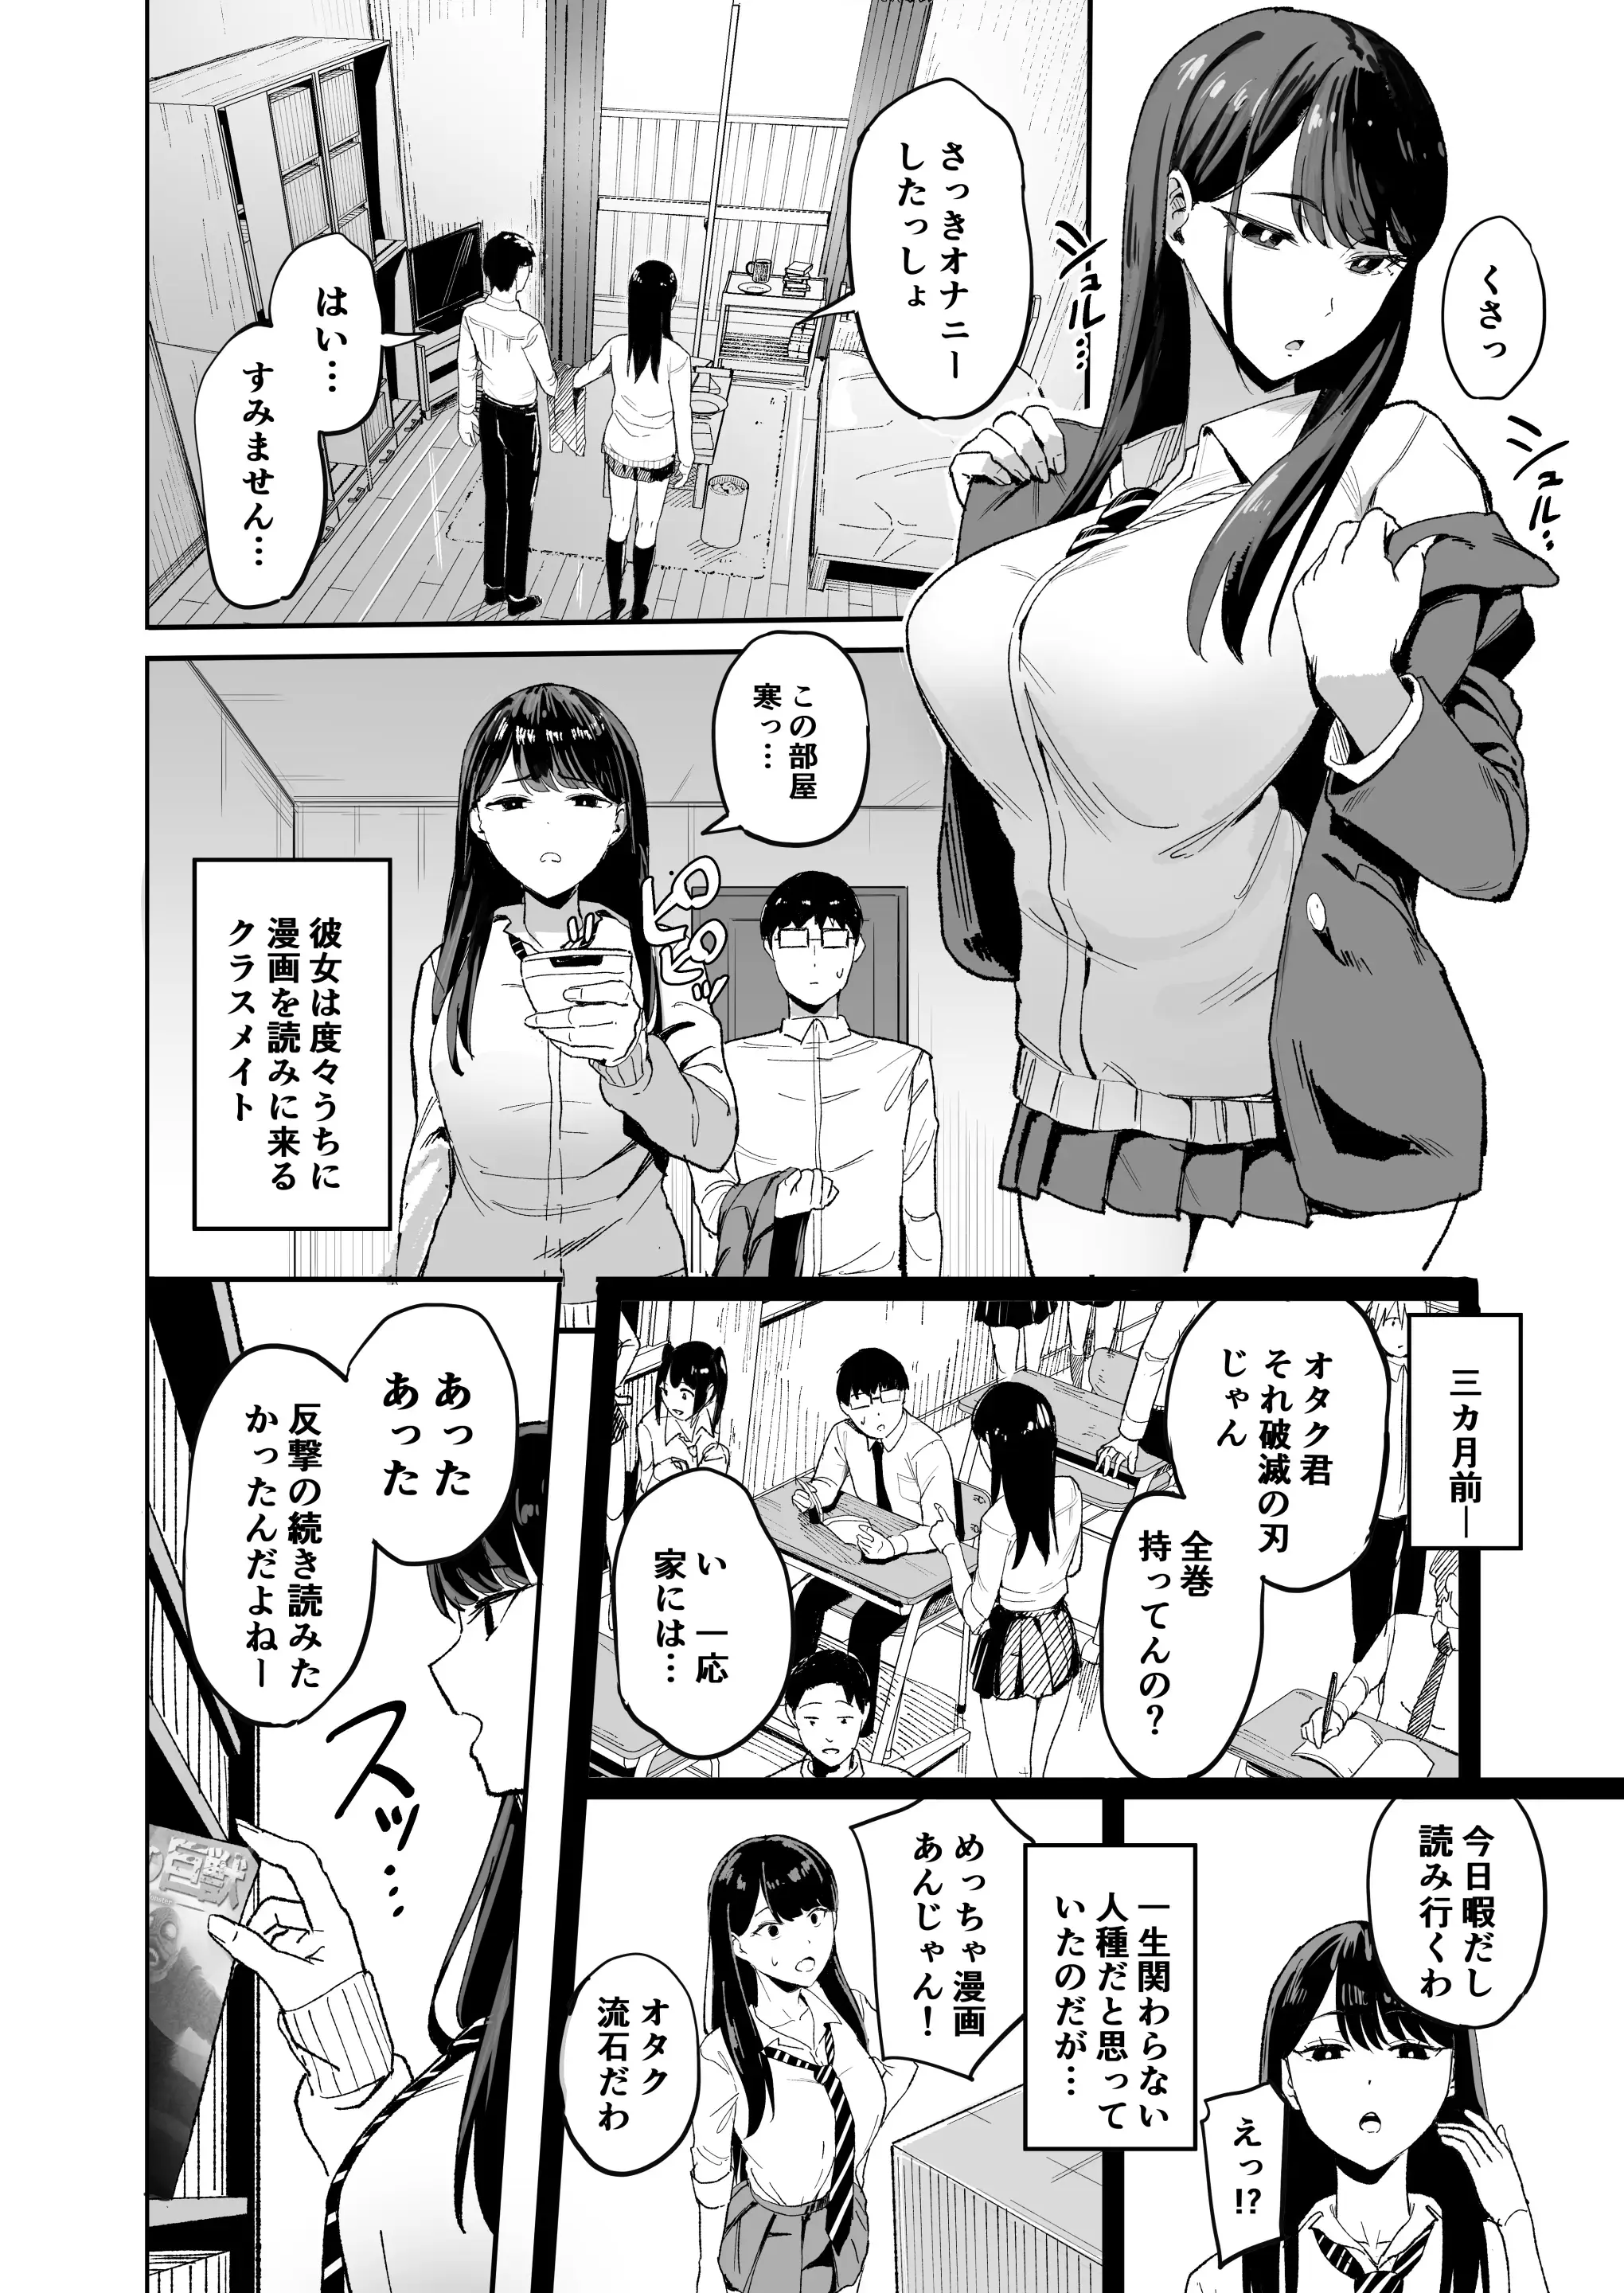 くさっ
シュル…
シュル…
さっきオナニー
したっしょ
はい…
すみません…
この部屋
寒っ…
ピロピロピッ
彼女は度々うちに
漫画を読みに来る
クラスメイト
三カ月前―
オタク君
それ破滅の刃
じゃん
全巻
持ってんの？
い　一応
家には…
今日暇だし
読み行くわ
えっ!?
一生関わらない
人種だと思って
いたのだが…
めっちゃ漫画
あんじゃん！
オタク
流石だわ
あった
あった
反撃の続き読みた
かったんだよねー
スッ…
巨獣